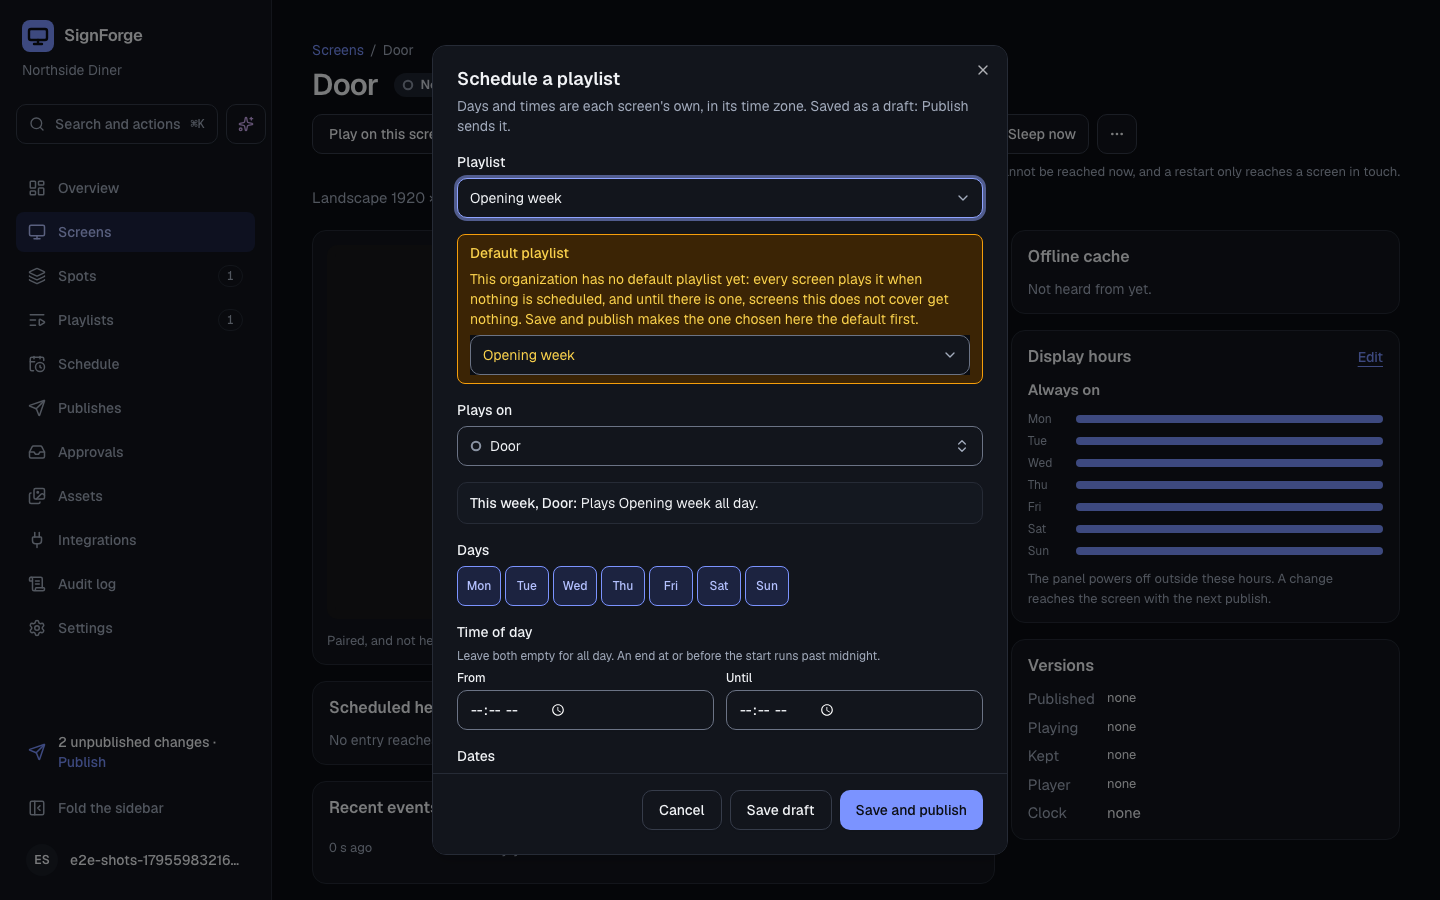 SignForge
Northside Diner
Search and actions ⌘K
Overview
Screens
Spots 1
Playlists 1
Schedule
Publishes
Approvals
Assets
Integrations
Audit log
Settings
2 unpublished changes ·
Publish
Fold the sidebar
ES e2e-shots-17955983216…
Screens / Door
Door
Play on this
Sleep now
nnot be reached now, and a restart only reaches a screen in touch.
Landscape 1920
Paired, and not
Scheduled
No entry
Recent events
0 s ago
Schedule a playlist
Days and times are each screen's own, in its time zone. Saved as a draft: Publish
sends it.
Playlist
Opening week
Default playlist
This organization has no default playlist yet: every screen plays it when
nothing is scheduled, and until there is one, screens this does not cover get
nothing. Save and publish makes the one chosen here the default first.
Opening week
Plays on
Door
This week, Door: Plays Opening week all day.
Days
Mon Tue Wed Thu Fri Sat Sun
Time of day
Leave both empty for all day. An end at or before the start runs past midnight.
From Until
--:-- -- --:-- --
Dates
Cancel Save draft Save and publish
Offline cache
Not heard from yet.
Display hours Edit
Always on
Mon
Tue
Wed
Thu
Fri
Sat
Sun
The panel powers off outside these hours. A change
reaches the screen with the next publish.
Versions
Published none
Playing none
Kept none
Player none
Clock none